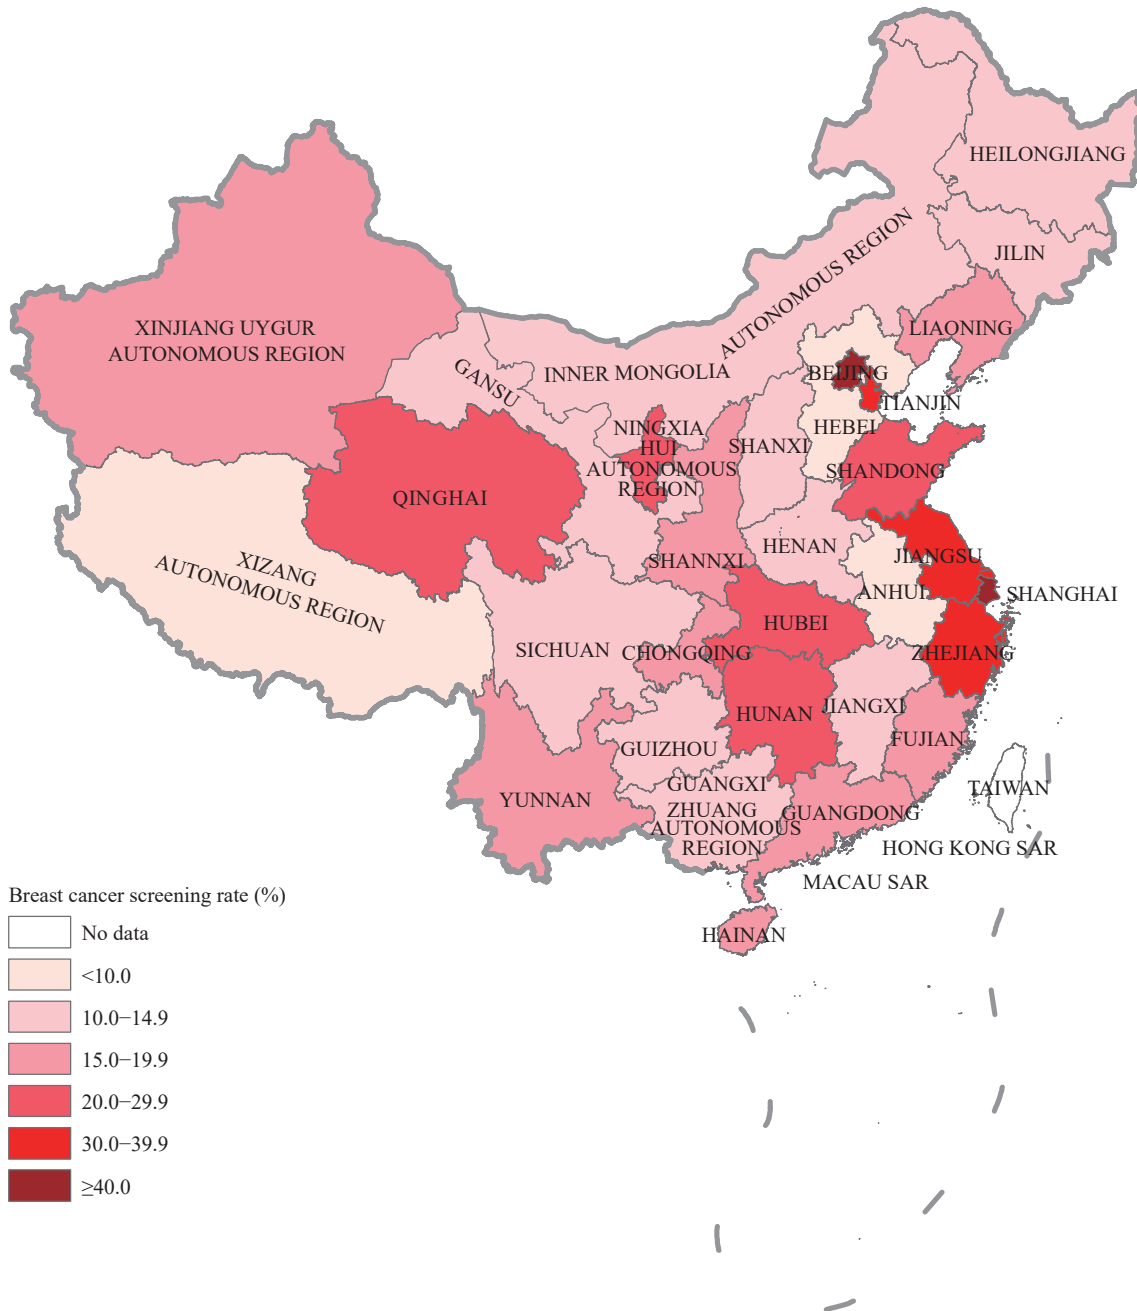 HEILONGJIANG
JILIN
AUTONOMOUS REGION
LIAONING
XINJIANG UYGUR
AUTONOMOUS REGION
GANSU
INNER MONGOLIA
BEIJING
TIANJIN
HEBEI
NINGXIA
HUI
AUTONOMOUS
REGION
SHANXI
SHANDONG
QINGHAI
XIZANG
AUTONOMOUS REGION
SHANNXI
HENAN
JIANGSU
ANHUI
SHANGHAI
SICHUAN
CHONGQING
HUBEI
ZHEJIANG
HUNAN
JIANGXI
FUJIAN
GUIZHOU
YUNNAN
GUANGXI
ZHUANG
AUTONOMOUS
REGION
GUANGDONG
TAIWAN
HONG KONG SAR
MACAU SAR
HAINAN
Breast cancer screening rate (%)
No data
<10.0
10.0−14.9
15.0−19.9
20.0−29.9
30.0−39.9
≥40.0